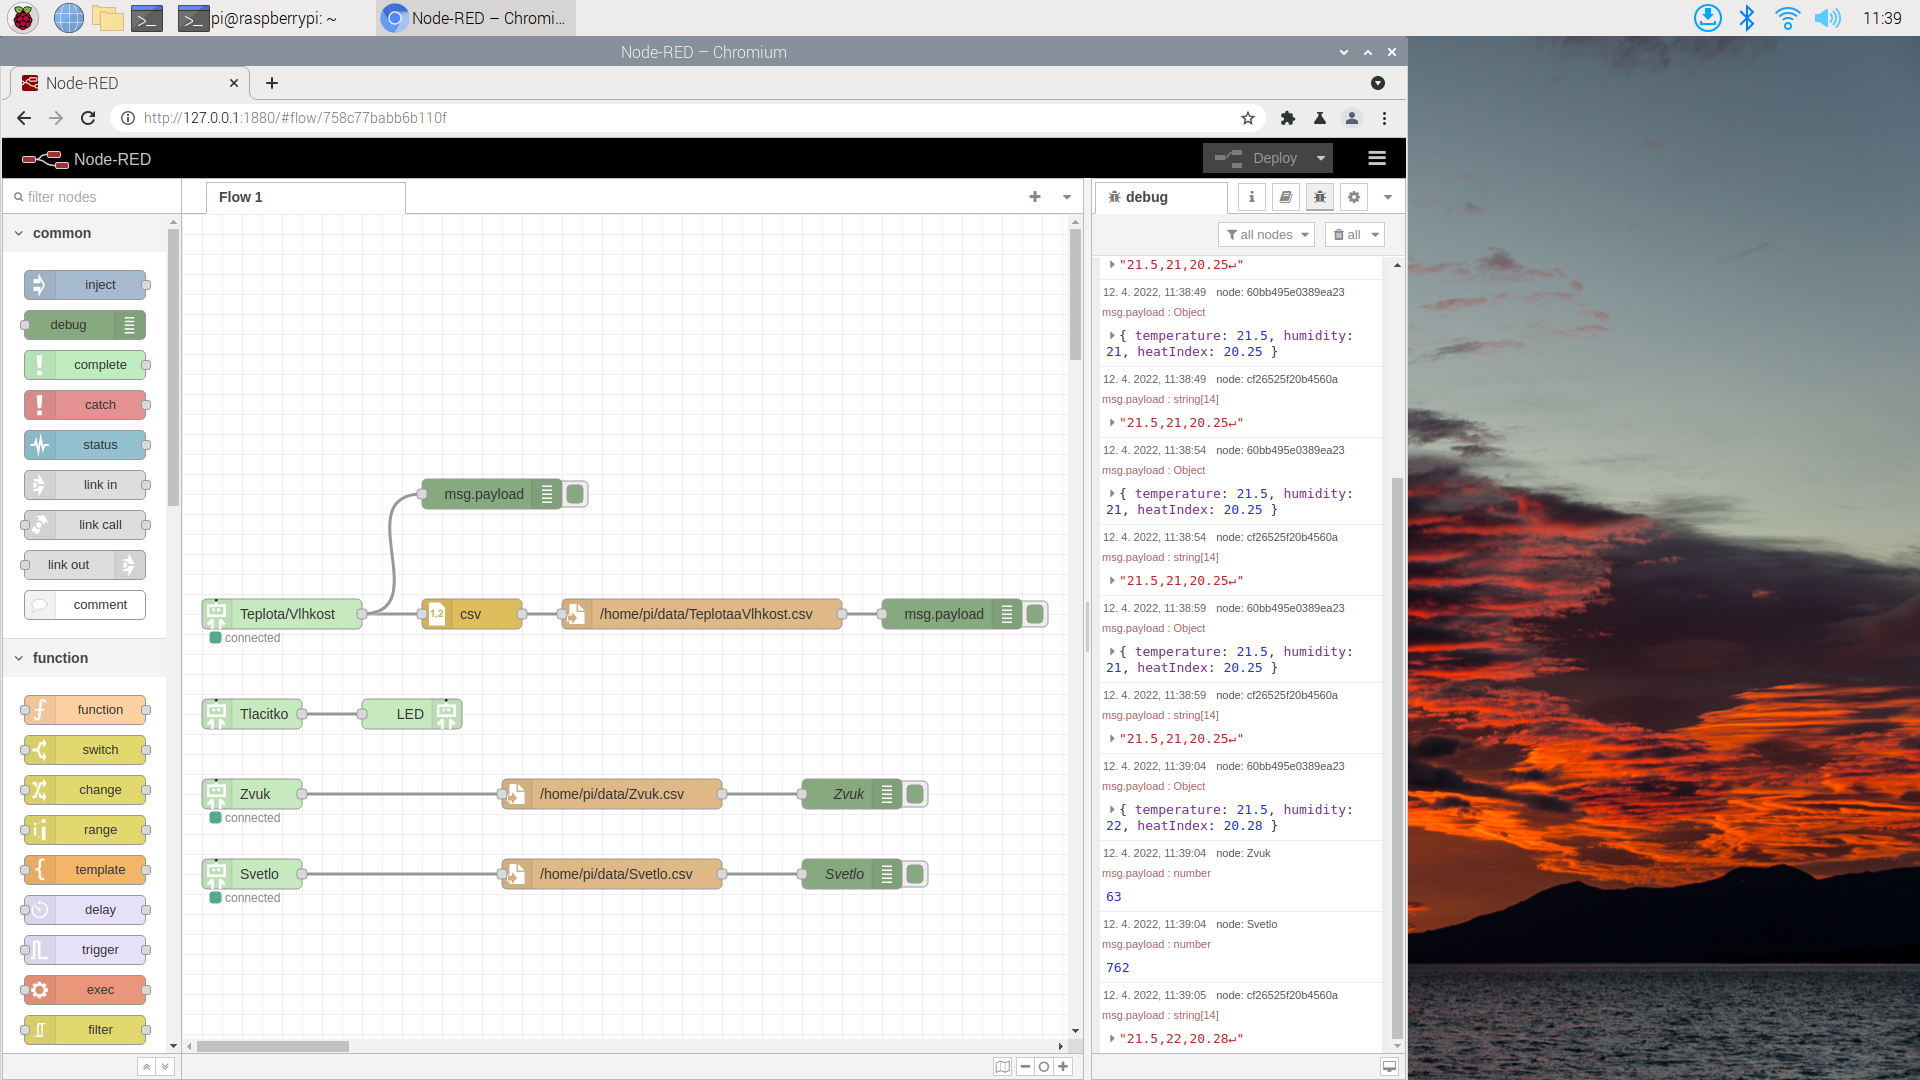 pi@raspberrypi: ~
Node-RED – Chromi...
11:39
Node-RED – Chromium
Node-RED
http://127.0.0.1:1880/#flow/758c77babb6b110f
Node-RED
Deploy
filter nodes
Flow 1
debug
i
all nodes
all
common
inject
debug
complete
catch
status
link in
link call
link out
comment
function
function
switch
change
range
template
delay
trigger
exec
filter
msg.payload
Teplota/Vlhkost
connected
1,2
csv
/home/pi/data/TeplotaaVlhkost.csv
msg.payload
Tlacitko
LED
Zvuk
connected
/home/pi/data/Zvuk.csv
Zvuk
Svetlo
connected
/home/pi/data/Svetlo.csv
Svetlo
"21.5,21,20.25↵"
12. 4. 2022, 11:38:49 node: 60bb495e0389ea23
msg.payload : Object
{ temperature: 21.5, humidity:
21, heatIndex: 20.25 }
12. 4. 2022, 11:38:49 node: cf26525f20b4560a
msg.payload : string[14]
"21.5,21,20.25↵"
12. 4. 2022, 11:38:54 node: 60bb495e0389ea23
msg.payload : Object
{ temperature: 21.5, humidity:
21, heatIndex: 20.25 }
12. 4. 2022, 11:38:54 node: cf26525f20b4560a
msg.payload : string[14]
"21.5,21,20.25↵"
12. 4. 2022, 11:38:59 node: 60bb495e0389ea23
msg.payload : Object
{ temperature: 21.5, humidity:
21, heatIndex: 20.25 }
12. 4. 2022, 11:38:59 node: cf26525f20b4560a
msg.payload : string[14]
"21.5,21,20.25↵"
12. 4. 2022, 11:39:04 node: 60bb495e0389ea23
msg.payload : Object
{ temperature: 21.5, humidity:
22, heatIndex: 20.28 }
12. 4. 2022, 11:39:04 node: Zvuk
msg.payload : number
63
12. 4. 2022, 11:39:04 node: Svetlo
msg.payload : number
762
12. 4. 2022, 11:39:05 node: cf26525f20b4560a
msg.payload : string[14]
"21.5,22,20.28↵"